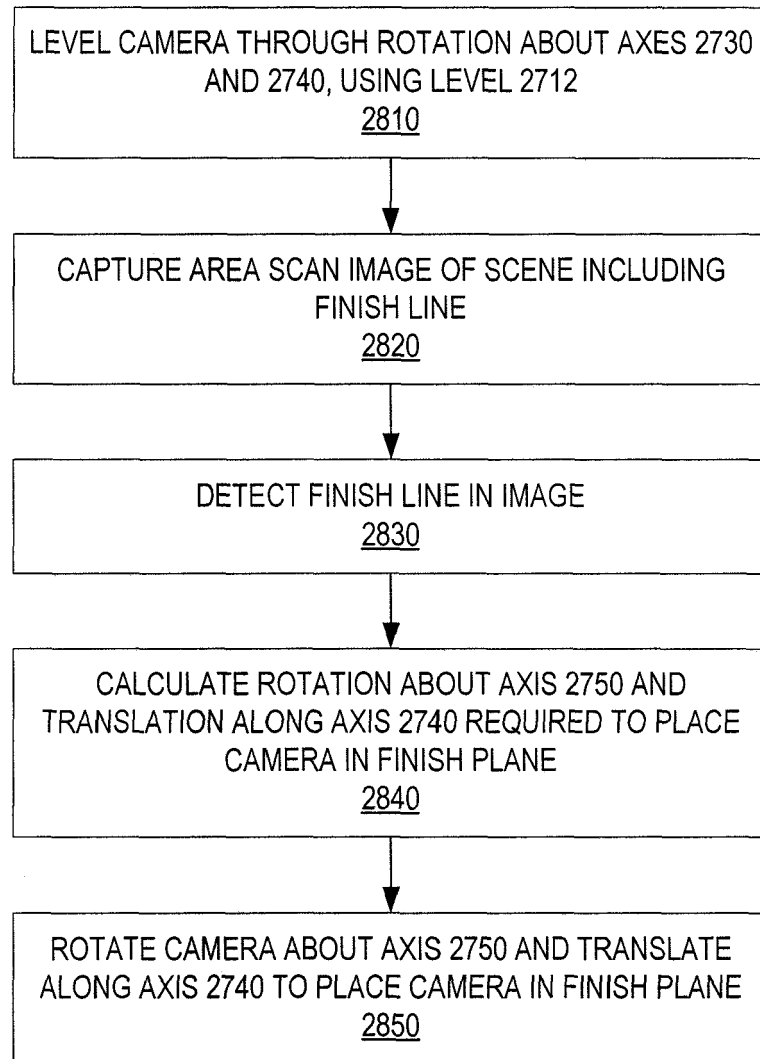 LEVEL CAMERA THROUGH ROTATION ABOUT AXES 2730
AND 2740, USING LEVEL 2712
2810
CAPTURE AREA SCAN IMAGE OF SCENE INCLUDING
FINISH LINE
2820
DETECT FINISH LINE IN IMAGE
2830
CALCULATE ROTATION ABOUT AXIS 2750 AND
TRANSLATION ALONG AXIS 2740 REQUIRED TO PLACE
CAMERA IN FINISH PLANE
2840
ROTATE CAMERA ABOUT AXIS 2750 AND TRANSLATE
ALONG AXIS 2740 TO PLACE CAMERA IN FINISH PLANE
2850